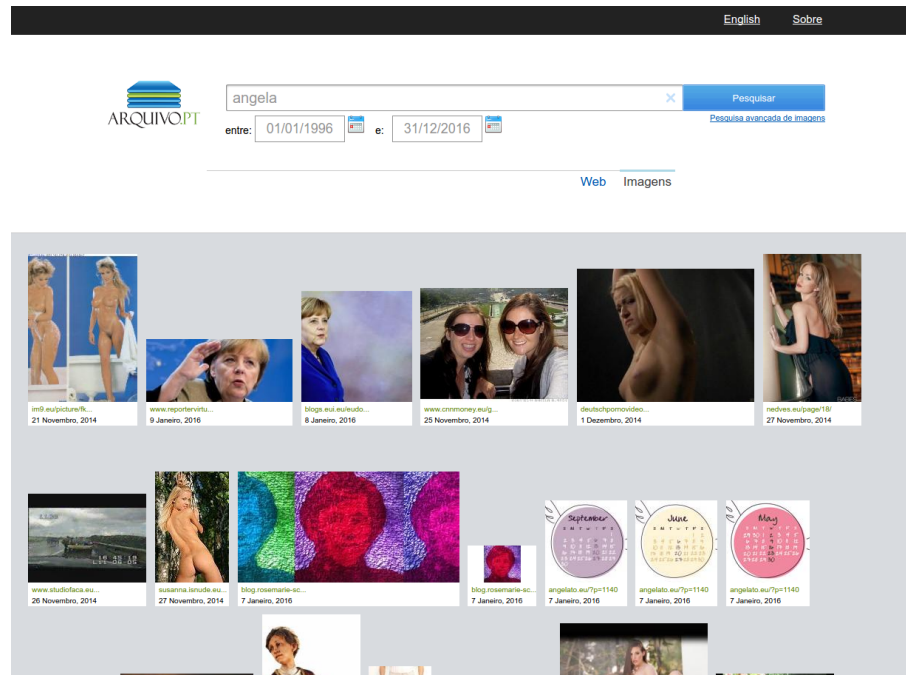 English Sobre
ARQUIVO.PT
angela
Pesquisar
Pesquisa avançada de imagens
entre: 01/01/1996 e: 31/12/2016
Web Imagens
im9.eu/picture/fk...
21 Novembro, 2014
www.reportervirtu...
9 Janeiro, 2016
blogs.eui.eu/eudo...
8 Janeiro, 2016
www.cnnmoney.eu/g...
25 Novembro, 2014
deutschpornovideo...
1 Dezembro, 2014
BABES
nedves.eu/page/18/
27 Novembro, 2014
www.studiofaca.eu...
26 Novembro, 2014
susanna.isnude.eu...
27 Novembro, 2014
blog.rosemarie-sc...
7 Janeiro, 2016
blog.rosemarie-sc...
7 Janeiro, 2016
September
S M T W T F S
angelato.eu/?p=1140
7 Janeiro, 2016
June
S M T W T F S
angelato.eu/?p=1140
7 Janeiro, 2016
May
S M T W T F S
angelato.eu/?p=1140
7 Janeiro, 2016